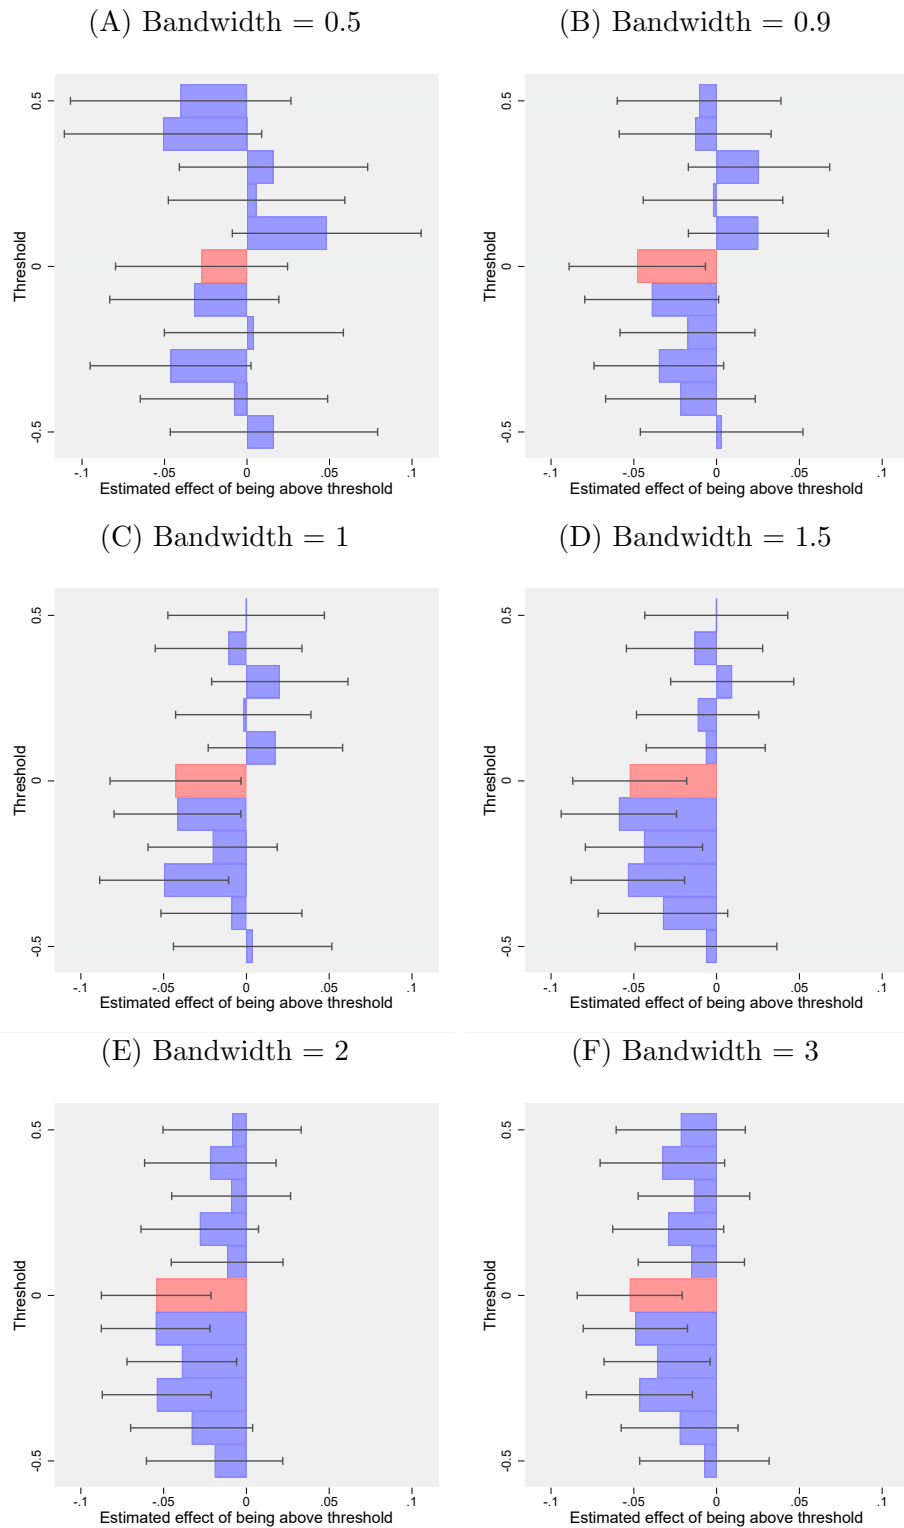 (A) Bandwidth = 0.5
Threshold
0.5
0
-0.5
-.1 -.05 0 .05 .1
Estimated effect of being above threshold
(B) Bandwidth = 0.9
Threshold
0.5
0
-0.5
-.1 -.05 0 .05 .1
Estimated effect of being above threshold
(C) Bandwidth = 1
Threshold
0.5
0
-0.5
-.1 -.05 0 .05 .1
Estimated effect of being above threshold
(D) Bandwidth = 1.5
Threshold
0.5
0
-0.5
-.1 -.05 0 .05 .1
Estimated effect of being above threshold
(E) Bandwidth = 2
Threshold
0.5
0
-0.5
-.1 -.05 0 .05 .1
Estimated effect of being above threshold
(F) Bandwidth = 3
Threshold
0.5
0
-0.5
-.1 -.05 0 .05 .1
Estimated effect of being above threshold